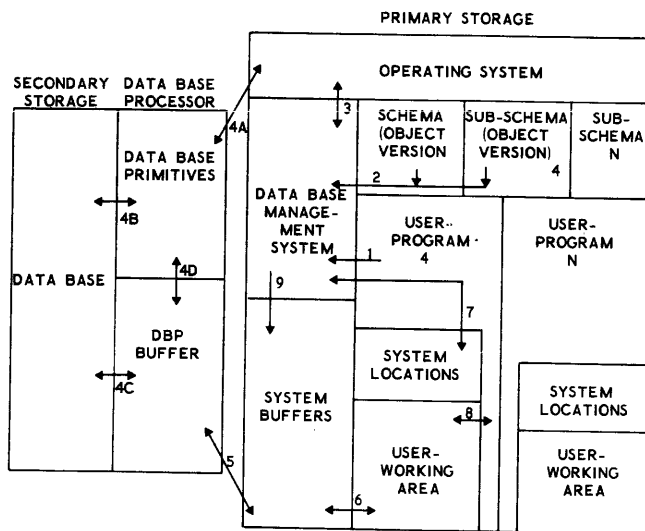 PRIMARY STORAGE
OPERATING SYSTEM
SECONDARY
STORAGE
DATA BASE
PROCESSOR
4A
3
SCHEMA
(OBJECT
VERSION
SUB-SCHEMA
(OBJECT
VERSION)
4
SUB-
SCHEMA
N
DATA BASE
PRIMITIVES
2
4B
DATA BASE
MANAGE-
MENT
SYSTEM
USER-
PROGRAM
4
USER-
PROGRAM
N
1
4D
9
7
DATA BASE
DBP
BUFFER
4C
SYSTEM
LOCATIONS
SYSTEM
BUFFERS
8
SYSTEM
LOCATIONS
5
USER-
WORKING
AREA
USER-
WORKING
AREA
6